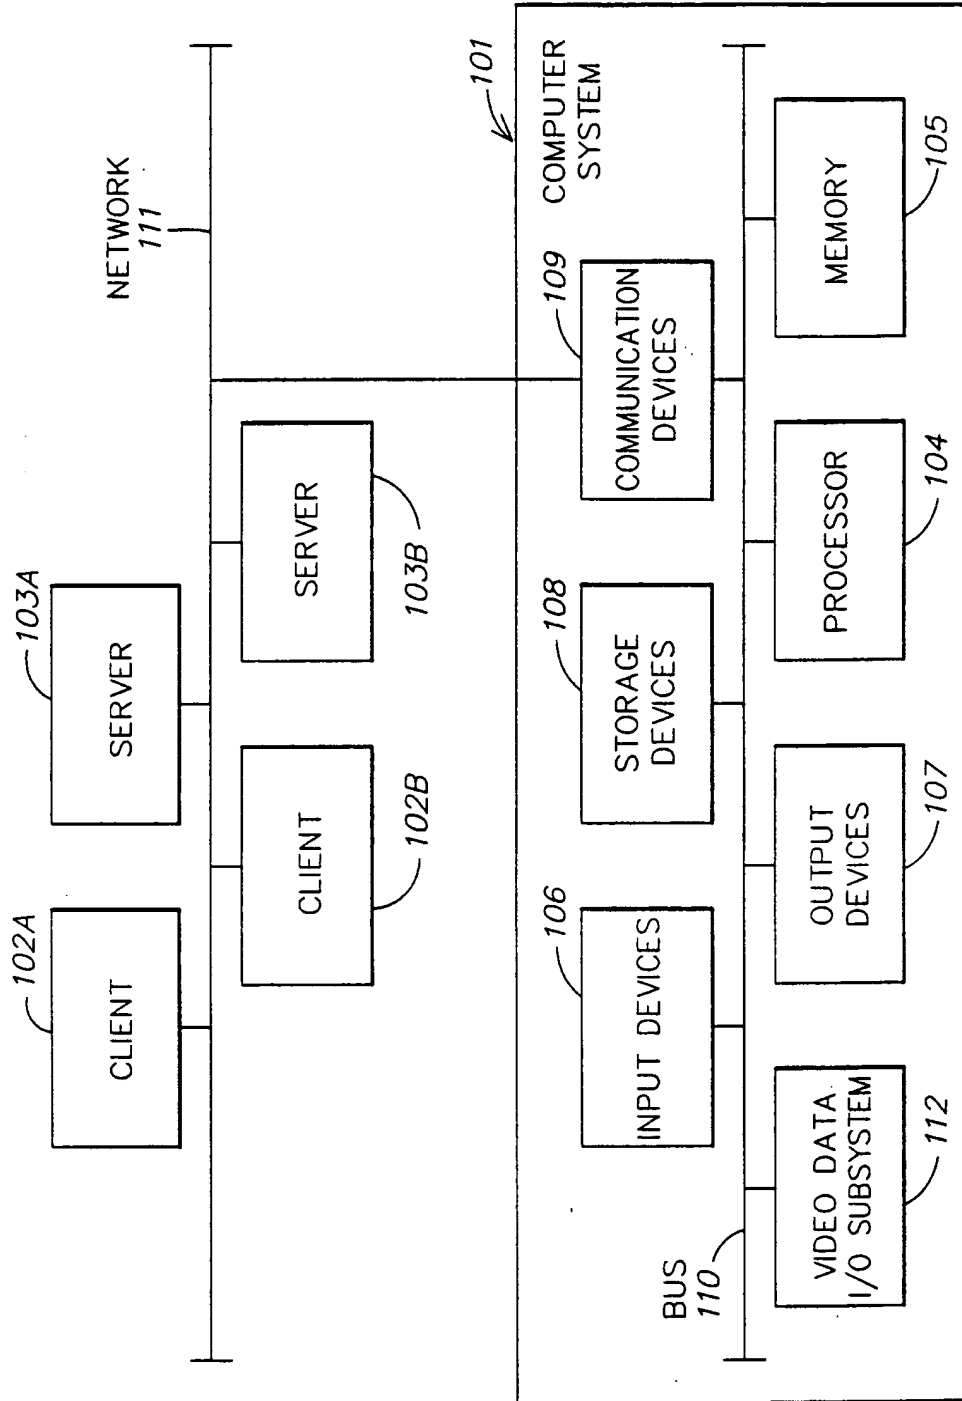 NETWORK
111
102A
CLIENT
103A
SERVER
CLIENT
102B
SERVER
103B
101
COMPUTER
SYSTEM
106
INPUT DEVICES
108
STORAGE
DEVICES
109
COMMUNICATION
DEVICES
BUS
110
VIDEO DATA
I/O SUBSYSTEM
112
OUTPUT
DEVICES
107
PROCESSOR
104
MEMORY
105